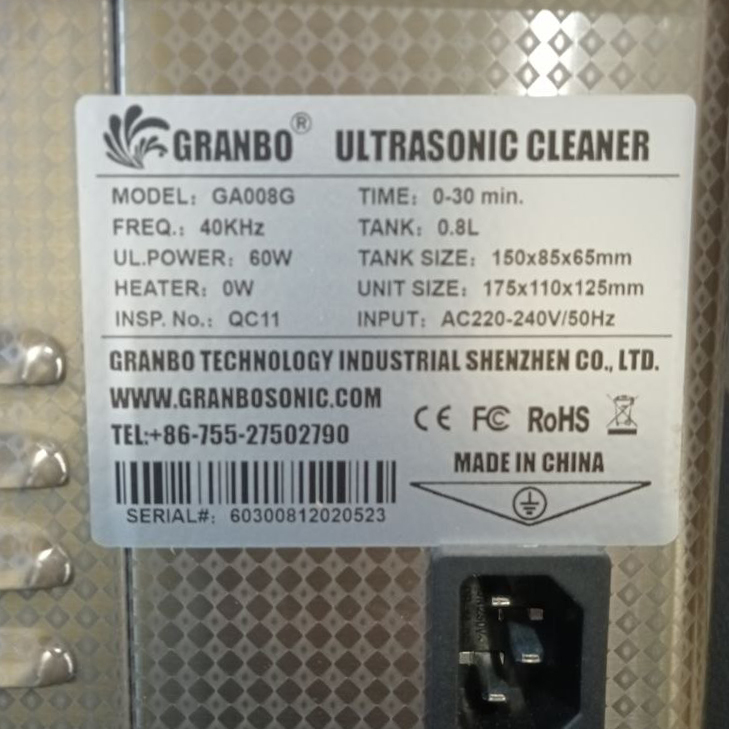 GRANBO® ULTRASONIC CLEANER
MODEL: GA008G TIME: 0-30 min.
FREQ.: 40KHz TANK: 0.8L
UL.POWER: 60W TANK SIZE: 150x85x65mm
HEATER: 0W UNIT SIZE: 175x110x125mm
INSP. No.: QC11 INPUT: AC220-240V/50Hz
GRANBO TECHNOLOGY INDUSTRIAL SHENZHEN CO., LTD.
WWW.GRANBOSONIC.COM
TEL:+86-755-27502790
CE FC RoHS
MADE IN CHINA
SERIAL#: 60300812020523